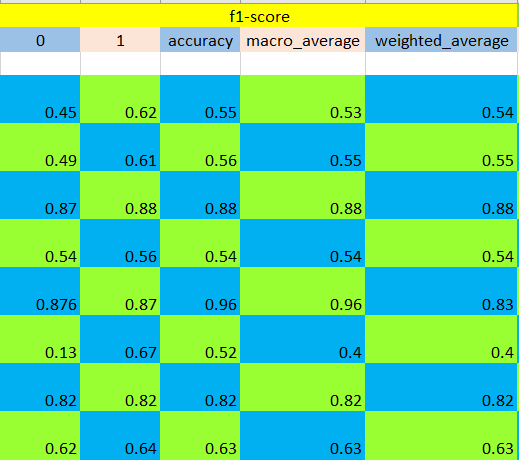 f1-score
0 1 accuracy macro_average weighted_average
0.45 0.62 0.55 0.53 0.54
0.49 0.61 0.56 0.55 0.55
0.87 0.88 0.88 0.88 0.88
0.54 0.56 0.54 0.54 0.54
0.876 0.87 0.96 0.96 0.83
0.13 0.67 0.52 0.4 0.4
0.82 0.82 0.82 0.82 0.82
0.62 0.64 0.63 0.63 0.63